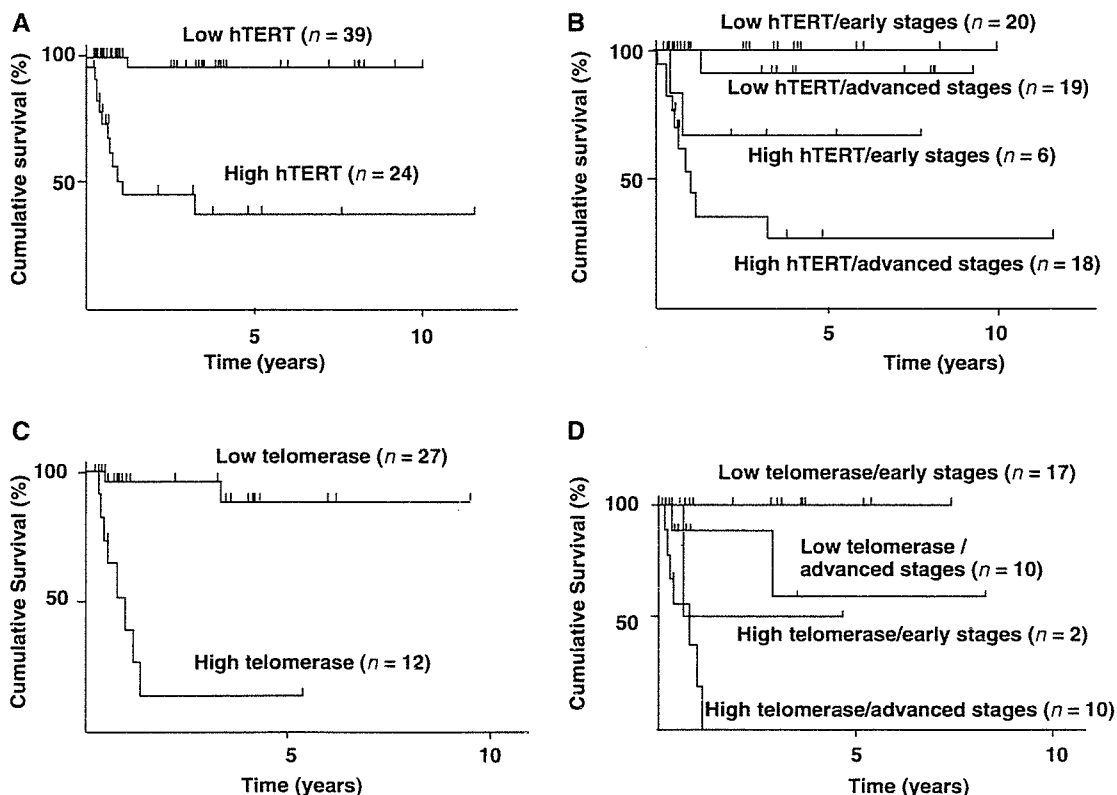 A
Low hTERT (n = 39)
100
Cumulative survival (%)
High hTERT (n = 24)
50
5
10
Time (years)
B
Low hTERT/early stages (n = 20)
100
Low hTERT/advanced stages (n = 19)
Cumulative survival (%)
High hTERT/early stages (n = 6)
50
High hTERT/advanced stages (n = 18)
5
10
Time (years)
C
Low telomerase (n = 27)
100
Cumulative Survival (%)
50
High telomerase (n = 12)
5
10
Time (years)
D
Low telomerase/early stages (n = 17)
100
Low telomerase /
advanced stages (n = 10)
Cumulative Survival (%)
50
High telomerase/early stages (n = 2)
High telomerase/advanced stages (n = 10)
5
10
Time (years)